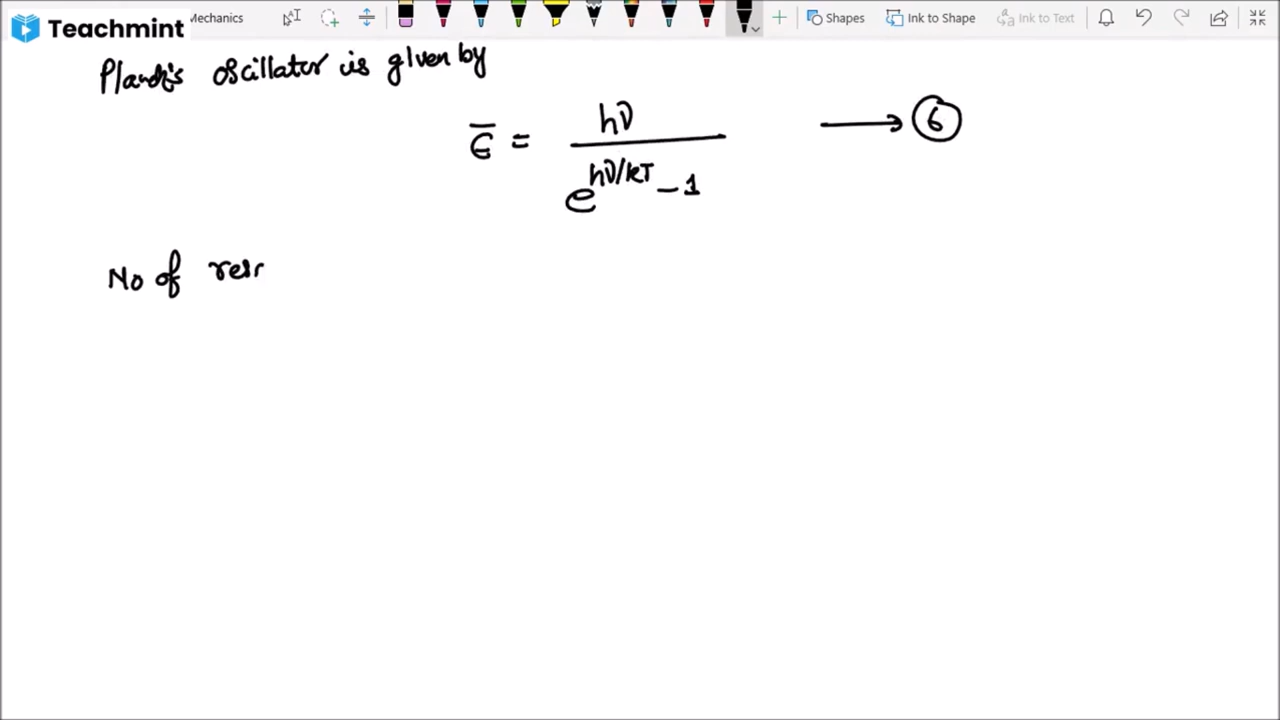 Teachmint
Mechanics
Shapes
Ink to Shape
Ink to Text
Planck's oscillator is given by
ϵ̅ = hν / e^{hν/kT} - 1 → 6
No of resr